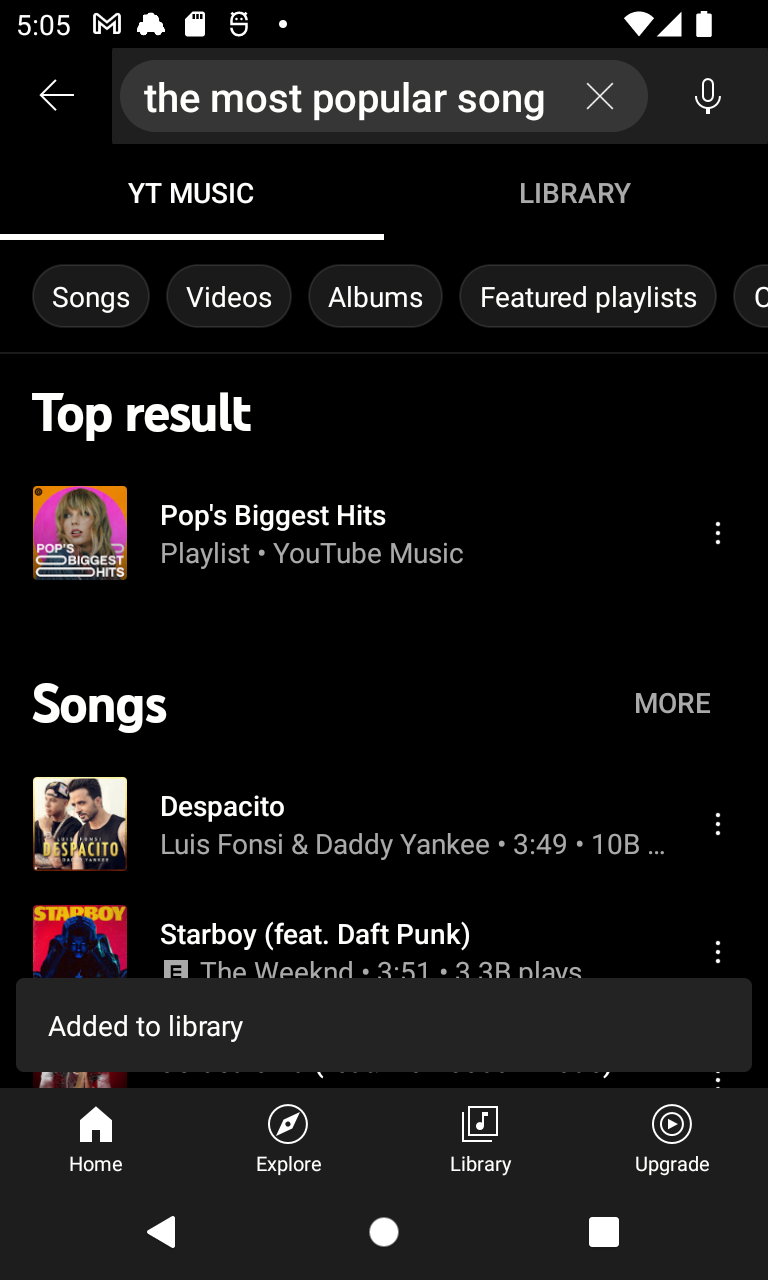 5:05
the most popular song
YT MUSIC
LIBRARY
Songs
Videos
Albums
Featured playlists
Top result
POP'S
BIGGEST
HITS
Pop's Biggest Hits
Playlist • YouTube Music
Songs
MORE
DESPACITO
Despacito
Luis Fonsi & Daddy Yankee • 3:49 • 10B ...
STARBOY
Starboy (feat. Daft Punk)
E The Weeknd • 3:51 • 3.3B plays
Added to library
Home
Explore
Library
Upgrade